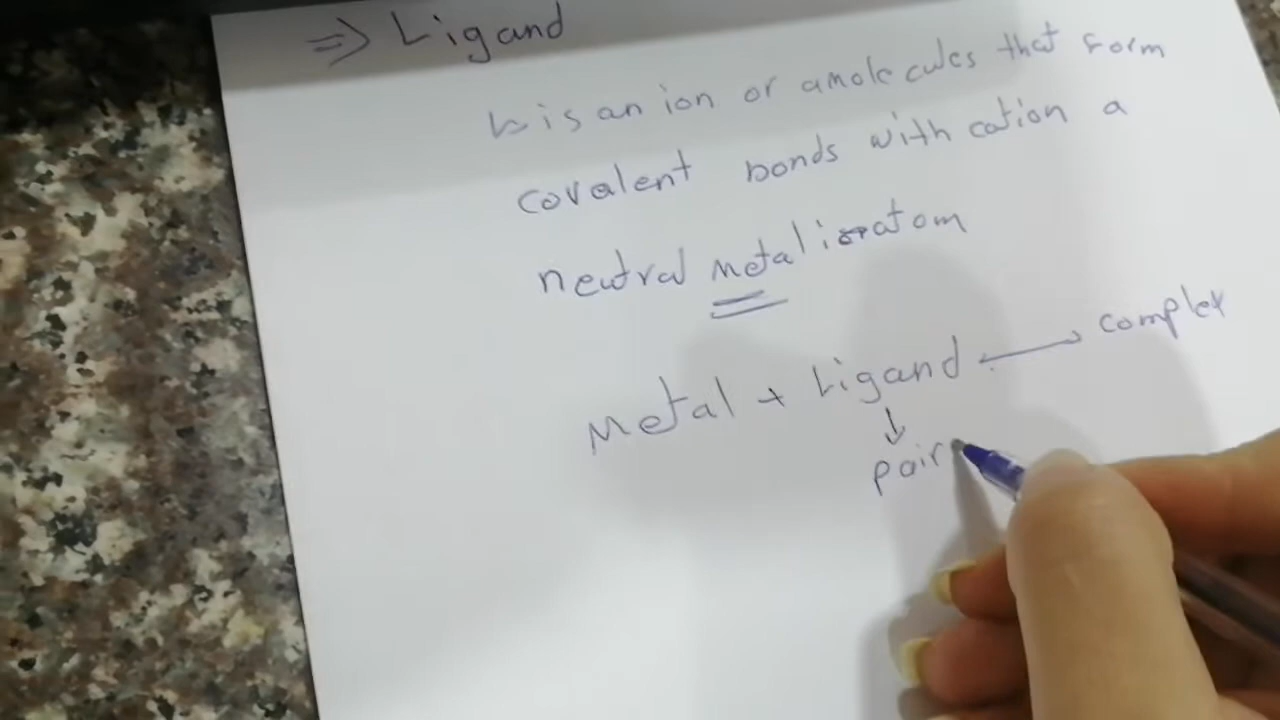 ⇒ Ligand
↳ is an ion or a molecules that form
covalent bonds with cation a
neutral metal atom
Metal + Ligand → complex
↓
pair